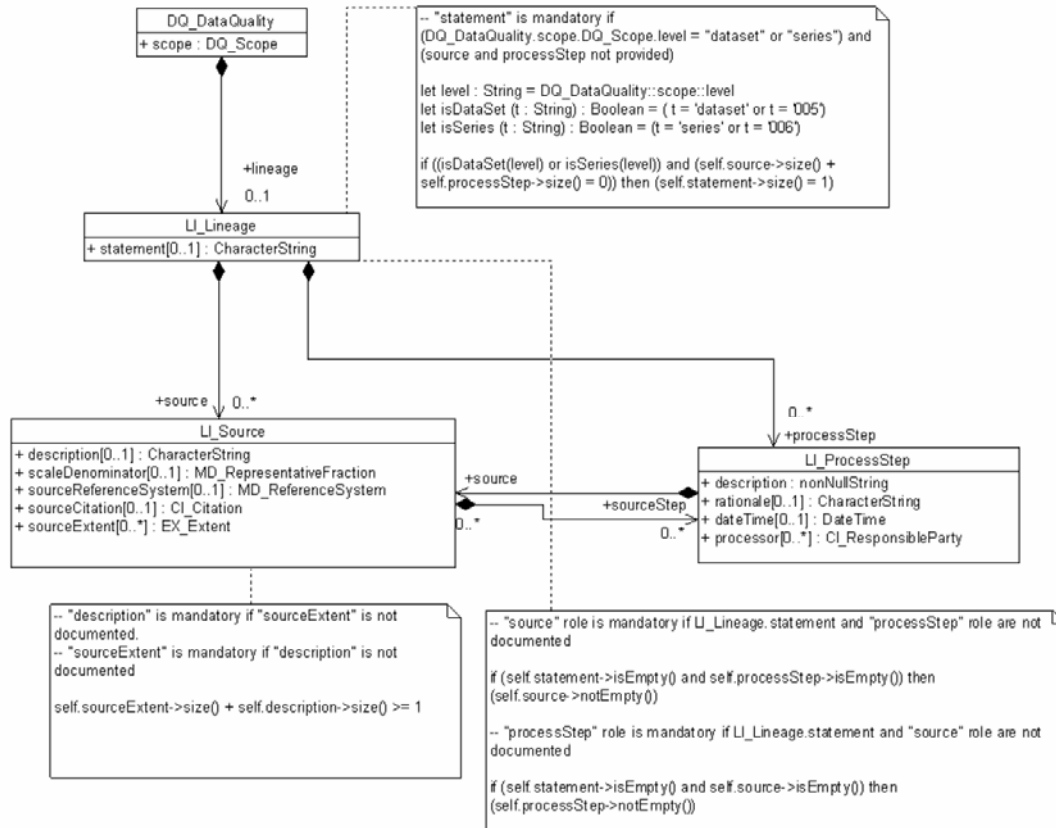 DQ_DataQuality
+ scope : DQ_Scope
-- "statement" is mandatory if
(DQ_DataQuality.scope.DQ_Scope.level = "dataset" or "series") and
(source and processStep not provided)
let level : String = DQ_DataQuality::scope::level
let isDataSet (t : String) : Boolean = ( t = 'dataset' or t = '005')
let isSeries (t : String) : Boolean = (t = 'series' or t = '006')
if ((isDataSet(level) or isSeries(level)) and (self.source->size() +
self.processStep->size() = 0)) then (self.statement->size() = 1)
+lineage
0..1
LI_Lineage
+ statement[0..1] : CharacterString
+source
0..*
0..*
+processStep
LI_Source
+ description[0..1] : CharacterString
+ scaleDenominator[0..1] : MD_RepresentativeFraction
+ sourceReferenceSystem[0..1] : MD_ReferenceSystem
+ sourceCitation[0..1] : CI_Citation
+ sourceExtent[0..*] : EX_Extent
+source
+sourceStep
0..*
0..*
LI_ProcessStep
+ description : nonNullString
+ rationale[0..1] : CharacterString
+ dateTime[0..1] : DateTime
+ processor[0..*] : CI_ResponsibleParty
-- "description" is mandatory if "sourceExtent" is not
documented.
-- "sourceExtent" is mandatory if "description" is not
documented
self.sourceExtent->size() + self.description->size() >= 1
-- "source" role is mandatory if LI_Lineage.statement and "processStep" role are not
documented
if (self.statement->isEmpty() and self.processStep->isEmpty()) then
(self.source->notEmpty())
-- "processStep" role is mandatory if LI_Lineage.statement and "source" role are not
documented
if (self.statement->isEmpty() and self.source->isEmpty()) then
(self.processStep->notEmpty())